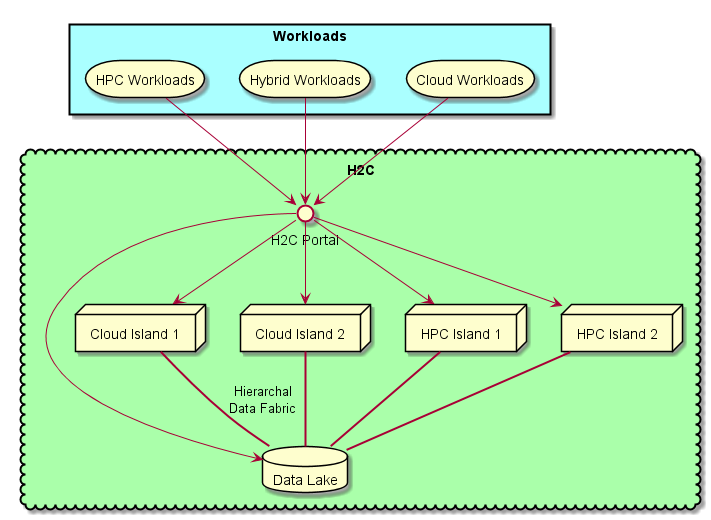 Workloads
HPC Workloads
Hybrid Workloads
Cloud Workloads
H2C
H2C Portal
Cloud Island 1
Cloud Island 2
HPC Island 1
HPC Island 2
Hierarchal
Data Fabric
Data Lake